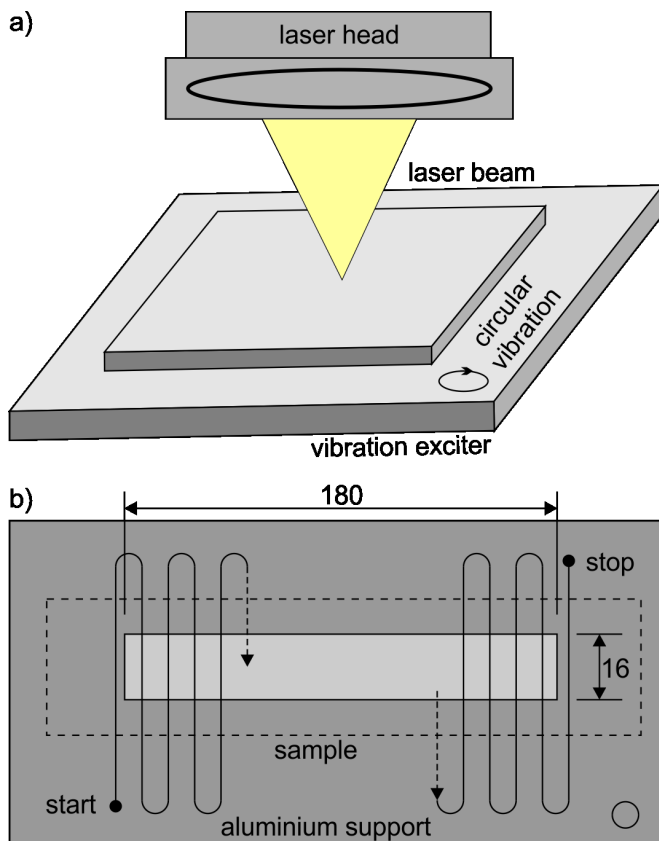 a)
laser head
laser beam
circular
vibration
vibration exciter
b)
180
stop
16
sample
start
aluminium support